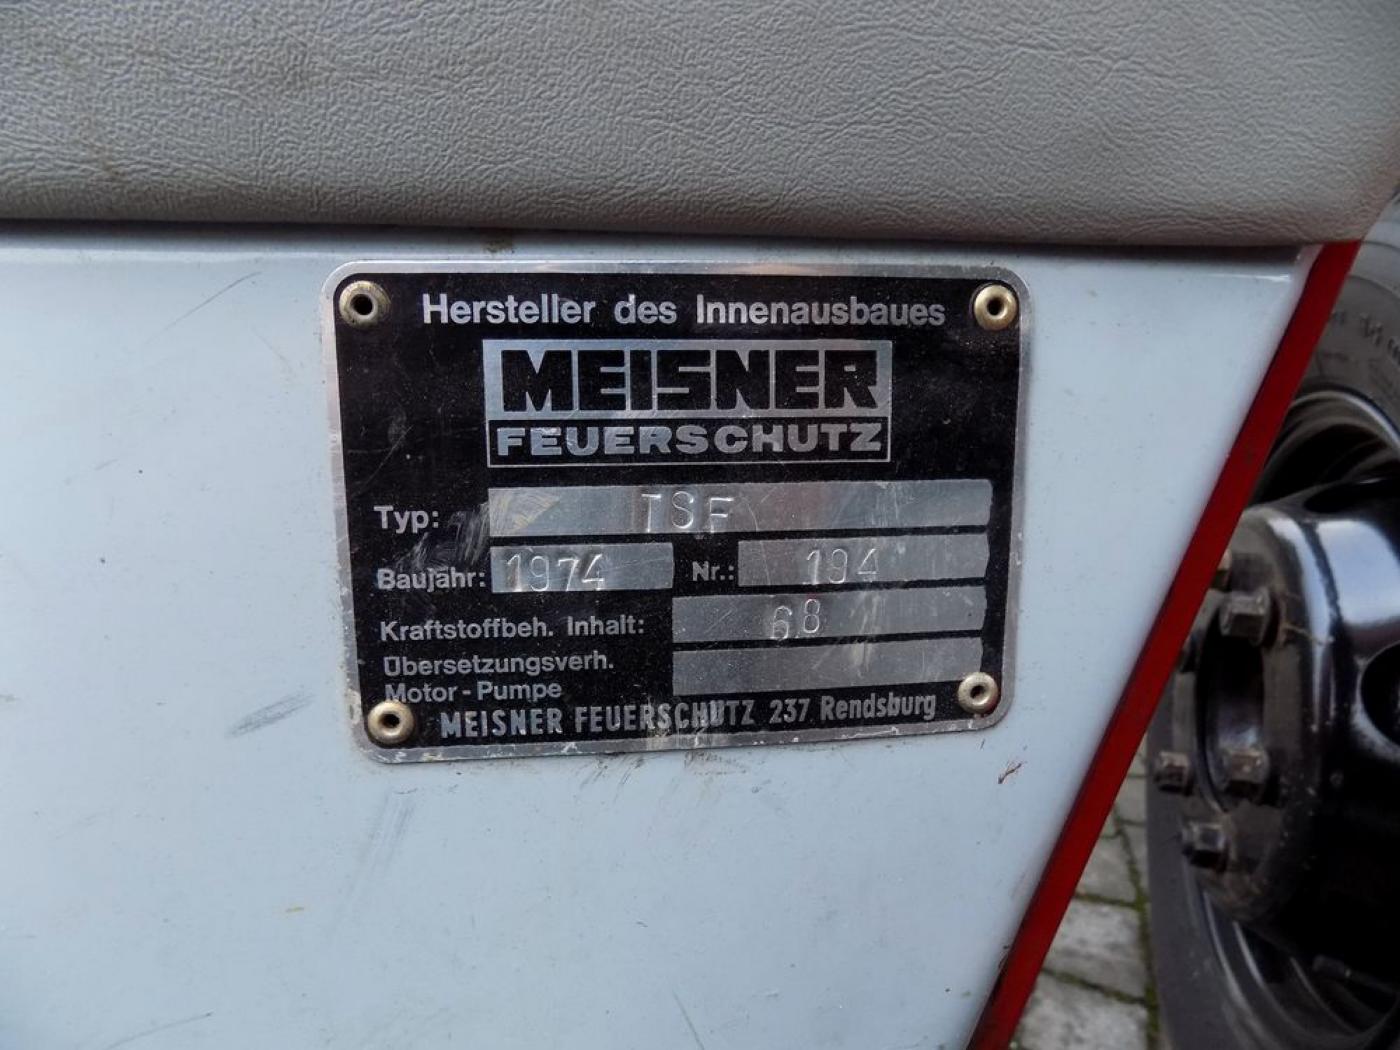 Hersteller des Innenausbaues
MEISNER
FEUERSCHUTZ
Typ: TSF
Baujahr: 1974 Nr.: 194
Kraftstoffbeh. Inhalt: 68
Übersetzungsverh.
Motor-Pumpe
MEISNER FEUERSCHUTZ 237 Rendsburg